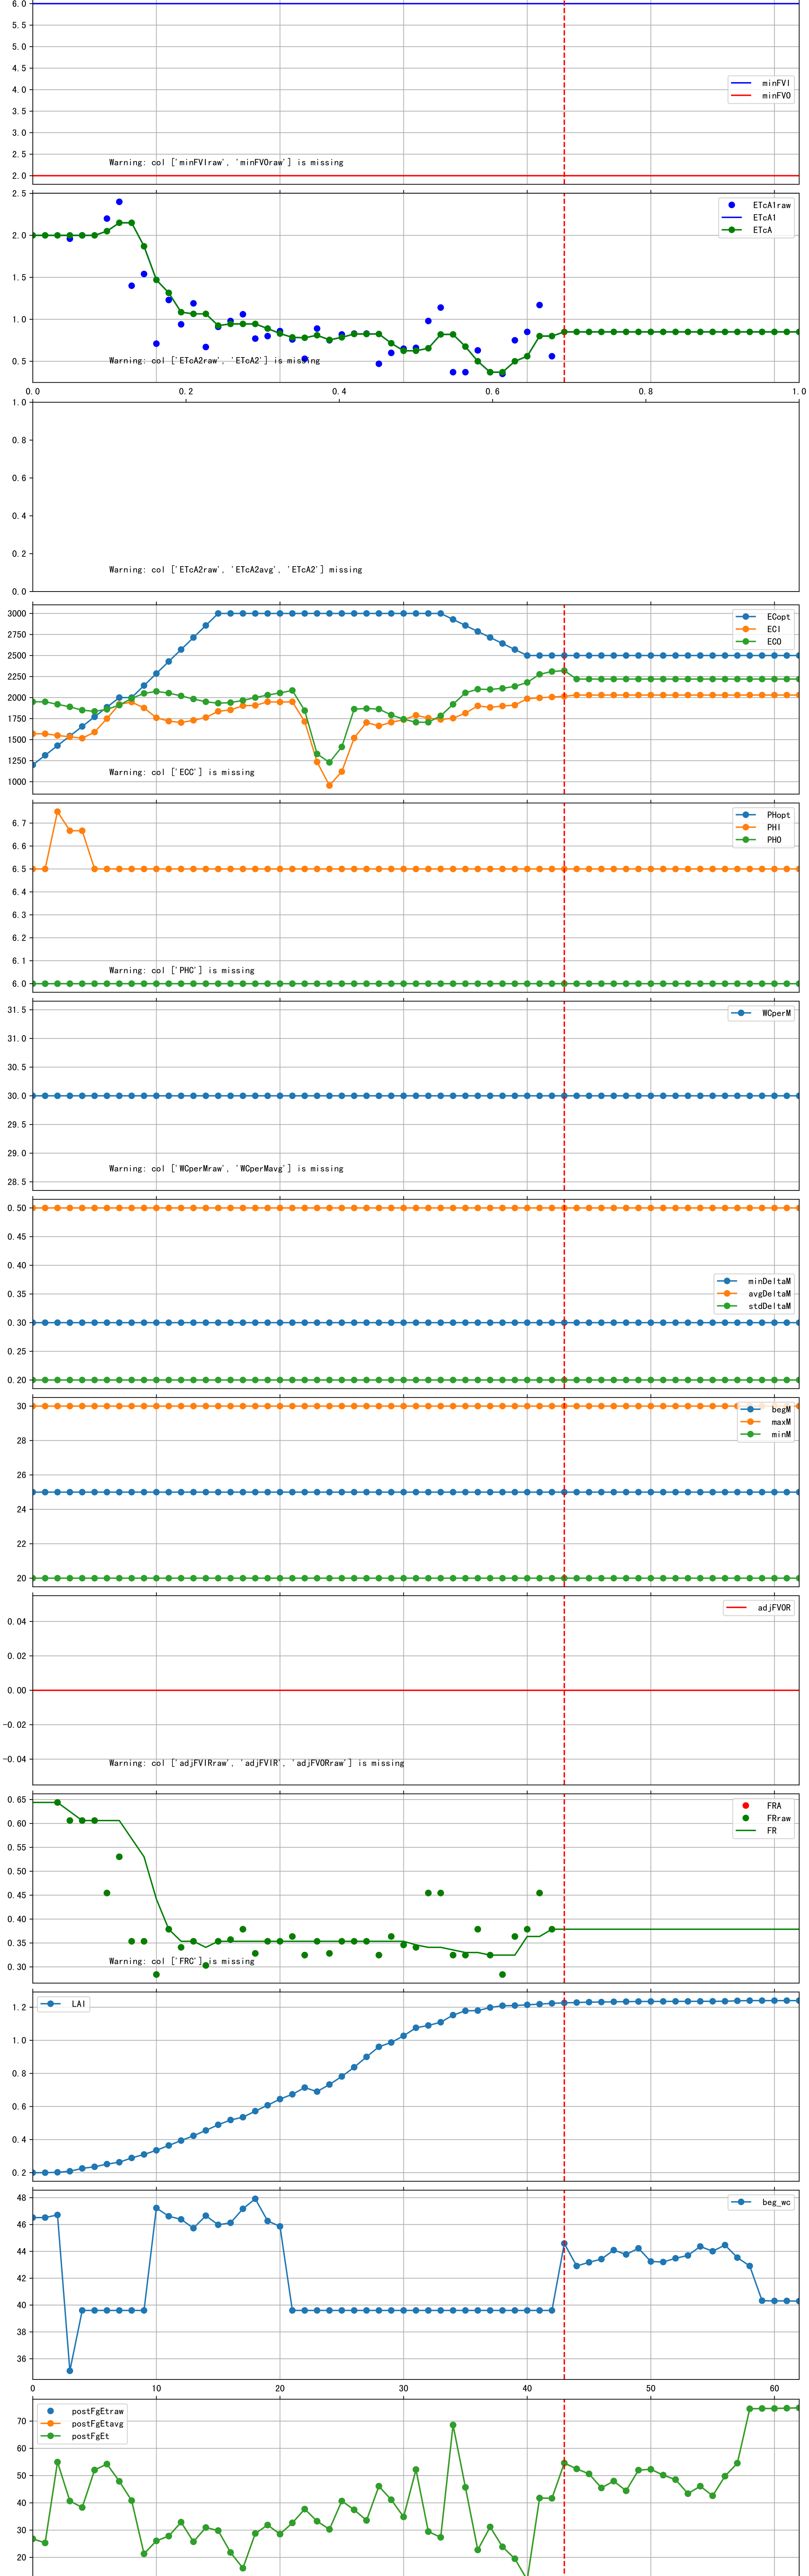 6.0
5.5
5.0
4.5
4.0
3.5
3.0
2.5
2.0
minFVI
minFVO
Warning: col ['minFVIraw', 'minFVOraw'] is missing
2.5
2.0
1.5
1.0
0.5
ETcA1raw
ETcA1
ETcA
Warning: col ['ETcA2raw', 'ETcA2'] is missing
0.0 0.2 0.4 0.6 0.8 1.0
1.0
0.8
0.6
0.4
0.2
0.0
Warning: col ['ETcA2raw', 'ETcA2avg', 'ETcA2'] missing
3000
2750
2500
2250
2000
1750
1500
1250
1000
ECopt
ECI
ECO
Warning: col ['ECC'] is missing
6.7
6.6
6.5
6.4
6.3
6.2
6.1
6.0
PHopt
PHI
PHO
Warning: col ['PHC'] is missing
31.5
31.0
30.5
30.0
29.5
29.0
28.5
WCperM
Warning: col ['WCperMraw', 'WCperMavg'] is missing
0.50
0.45
0.40
0.35
0.30
0.25
0.20
minDeltaM
avgDeltaM
stdDeltaM
30
28
26
24
22
20
begM
maxM
minM
0.04
0.02
0.00
-0.02
-0.04
adjFVOR
Warning: col ['adjFVIRraw', 'adjFVIR', 'adjFVORraw'] is missing
0.65
0.60
0.55
0.50
0.45
0.40
0.35
0.30
FRA
FRraw
FR
Warning: col ['FRC'] is missing
1.2
1.0
0.8
0.6
0.4
0.2
LAI
48
46
44
42
40
38
36
beg_wc
0 10 20 30 40 50 60
70
60
50
40
30
20
postFgEtraw
postFgEtavg
postFgEt